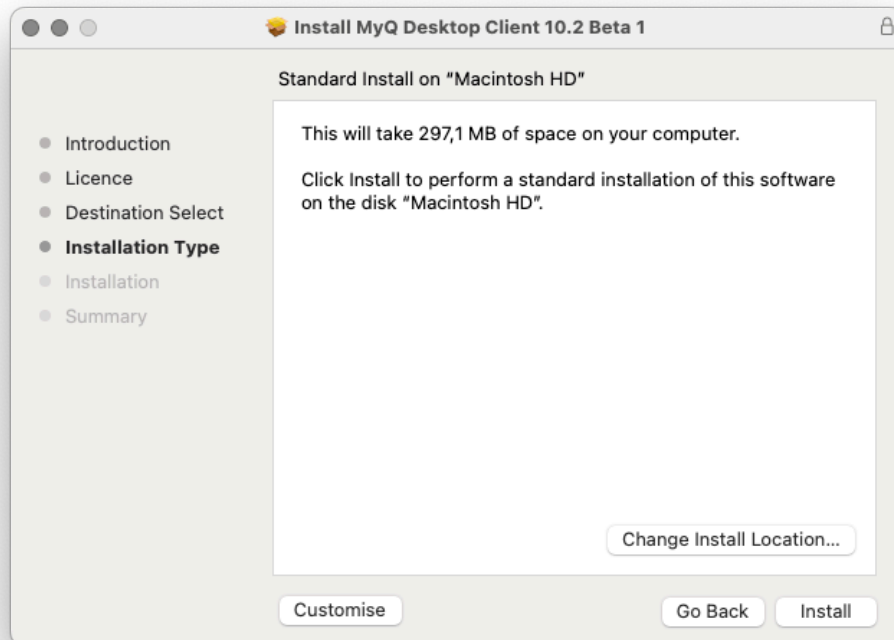 Install MyQ Desktop Client 10.2 Beta 1
Standard Install on “Macintosh HD”
Introduction
Licence
Destination Select
Installation Type
Installation
Summary
This will take 297,1 MB of space on your computer.
Click Install to perform a standard installation of this software
on the disk “Macintosh HD”.
Change Install Location...
Customise
Go Back
Install